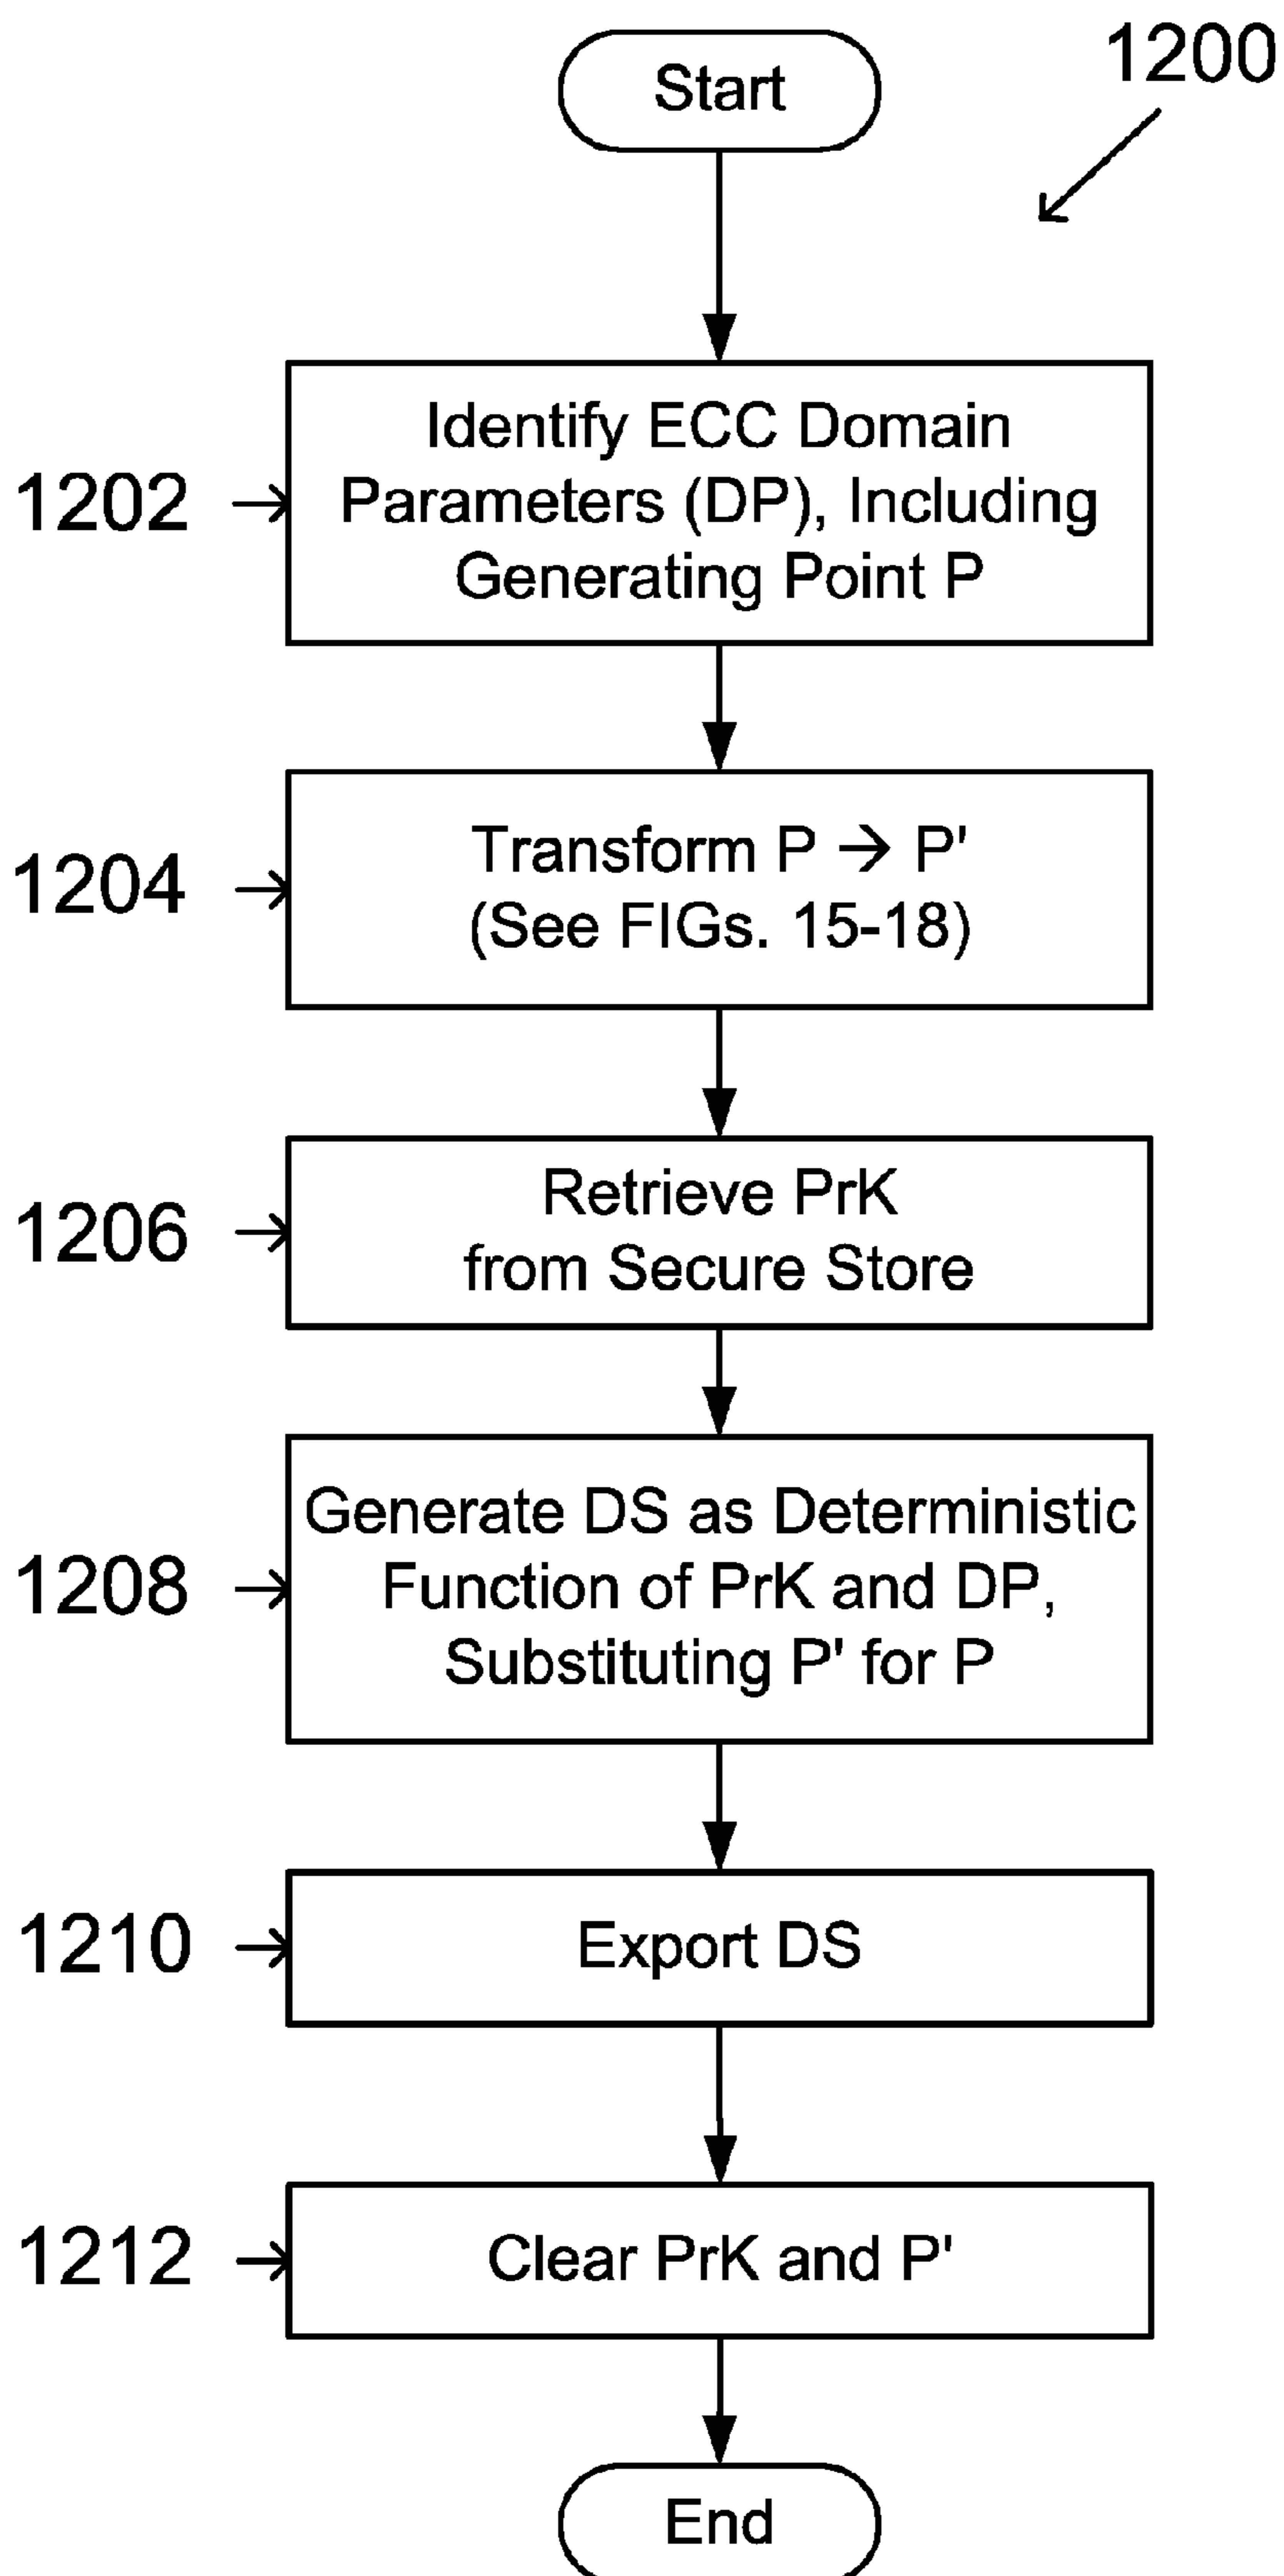 1200
Start
1202
Identify ECC Domain
Parameters (DP), Including
Generating Point P
1204
Transform P → P'
(See FIGs. 15-18)
1206
Retrieve PrK
from Secure Store
1208
Generate DS as Deterministic
Function of PrK and DP,
Substituting P' for P
1210
Export DS
1212
Clear PrK and P'
End